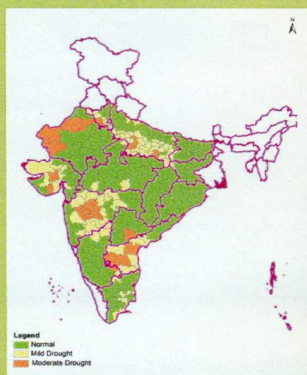 N
Legend
Normal
Mild Drought
Moderate Drought